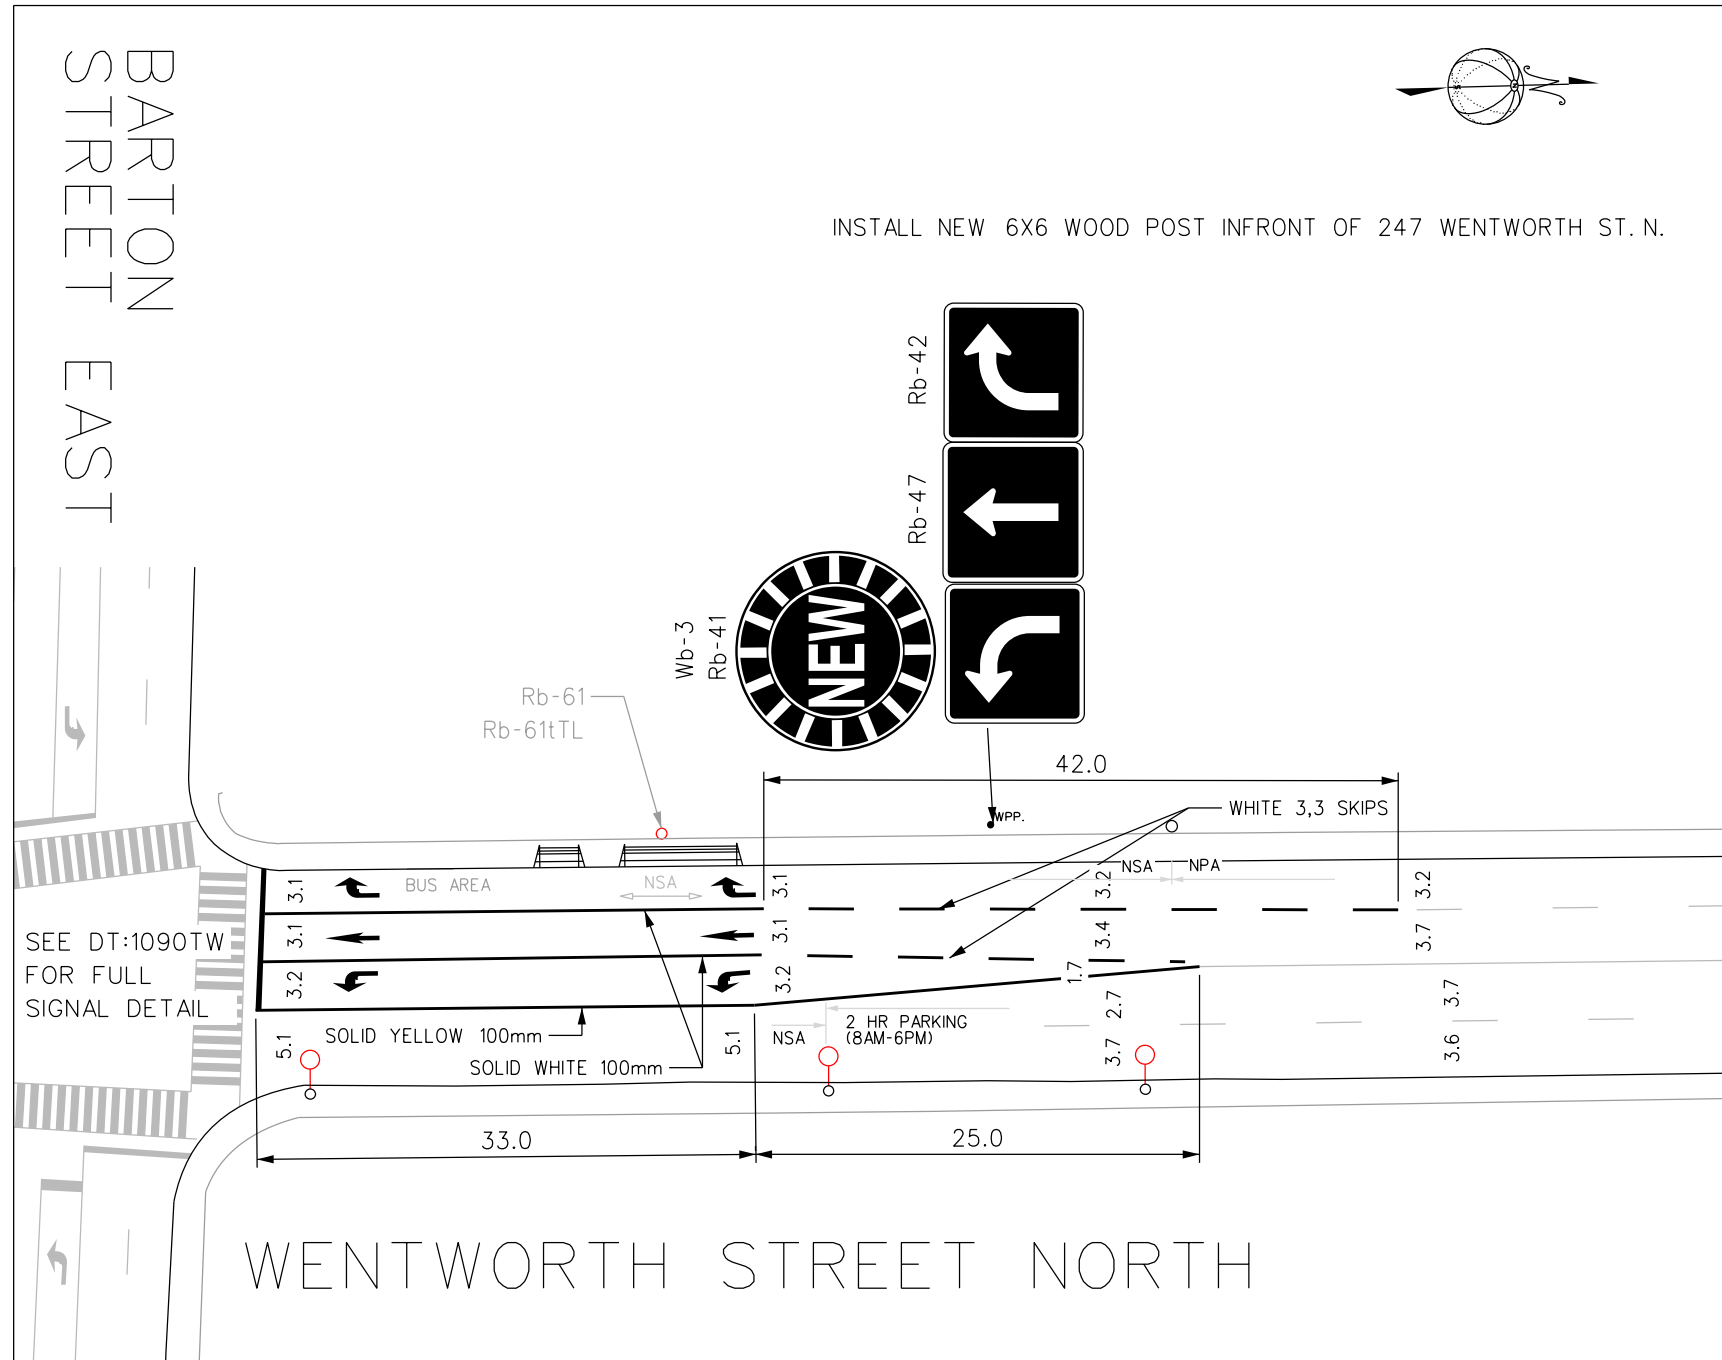 BARTON
STREET EAST
INSTALL NEW 6X6 WOOD POST INFRONT OF 247 WENTWORTH ST. N.
Rb-42
Rb-47
Wb-3
Rb-41
NEW
Rb-61
Rb-61tTL
42.0
WPP.
WHITE 3,3 SKIPS
NSA
NPA
BUS AREA
NSA
3.1
3.1
3.2
3.2
3.1
3.1
3.4
3.7
3.2
3.2
1.7
SEE DT:1090TW
FOR FULL
SIGNAL DETAIL
SOLID YELLOW 100mm
SOLID WHITE 100mm
5.1
5.1
NSA
2 HR PARKING
(8AM-6PM)
2.7
3.7
3.7
3.6
33.0
25.0
WENTWORTH STREET NORTH